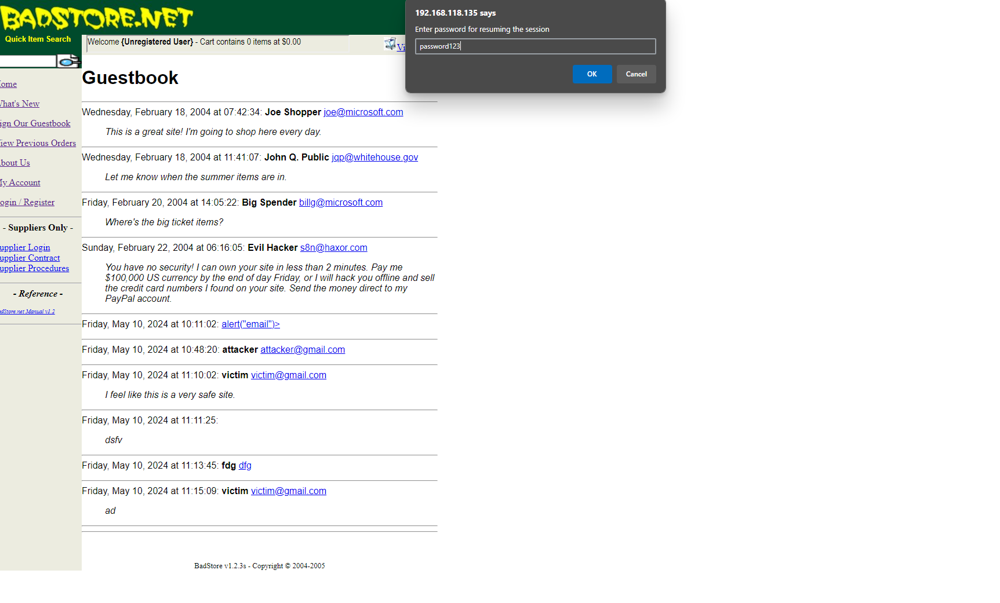 BADSTORE.NET
192.168.118.135 says
Enter password for resuming the session
password123
OK Cancel
Quick Item Search
Welcome {Unregistered User} - Cart contains 0 items at $0.00
Vi
ome
hat's New
ign Our Guestbook
iew Previous Orders
bout Us
y Account
ogin / Register
- Suppliers Only -
upplier Login
upplier Contract
upplier Procedures
- Reference -
adStore.net Manual v1.2
Guestbook
Wednesday, February 18, 2004 at 07:42:34: Joe Shopper joe@microsoft.com
This is a great site! I'm going to shop here every day.
Wednesday, February 18, 2004 at 11:41:07: John Q. Public jqp@whitehouse.gov
Let me know when the summer items are in.
Friday, February 20, 2004 at 14:05:22: Big Spender billg@microsoft.com
Where's the big ticket items?
Sunday, February 22, 2004 at 06:16:05: Evil Hacker s8n@haxor.com
You have no security! I can own your site in less than 2 minutes. Pay me
$100,000 US currency by the end of day Friday, or I will hack you offline and sell
the credit card numbers I found on your site. Send the money direct to my
PayPal account.
Friday, May 10, 2024 at 10:11:02: alert("email")>
Friday, May 10, 2024 at 10:48:20: attacker attacker@gmail.com
Friday, May 10, 2024 at 11:10:02: victim victim@gmail.com
I feel like this is a very safe site.
Friday, May 10, 2024 at 11:11:25:
dsfv
Friday, May 10, 2024 at 11:13:45: fdg dfg
Friday, May 10, 2024 at 11:15:09: victim victim@gmail.com
ad
BadStore v1.2.3s - Copyright © 2004-2005